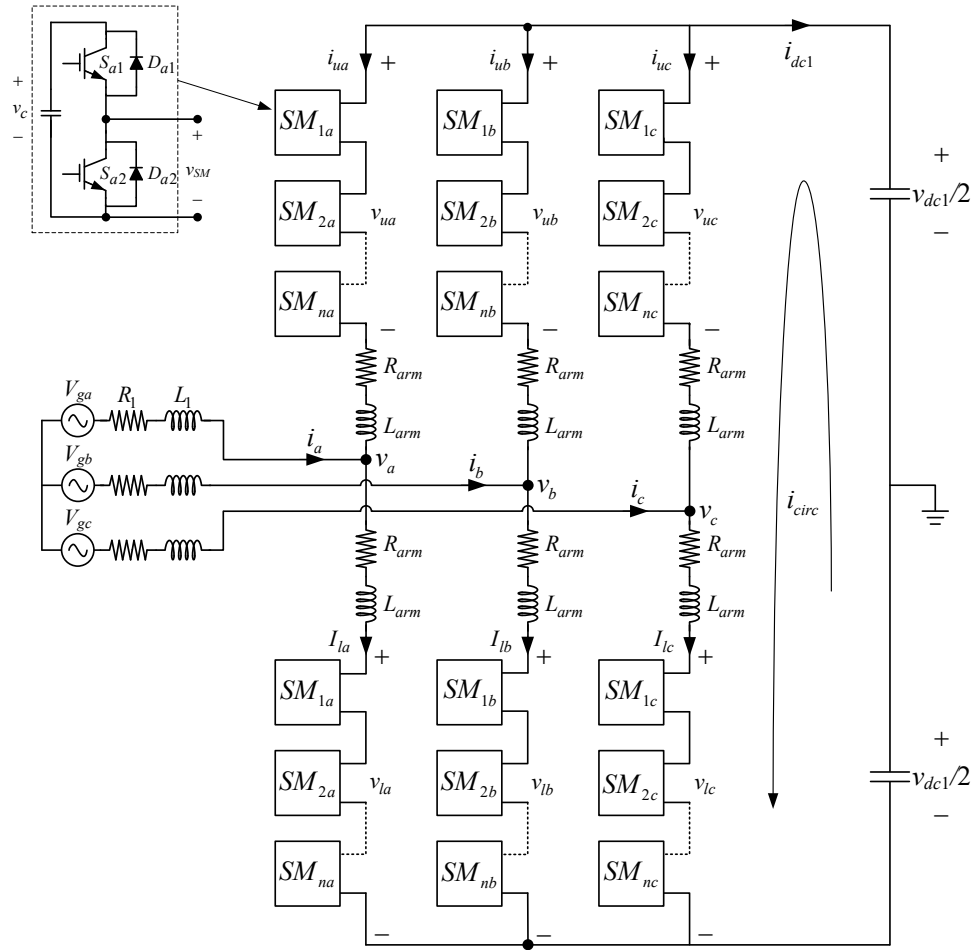 i_ua + i_ub + i_uc + i_dc1
S_a1 D_a1
+ v_c −
+ v_SM −
S_a2 D_a2
SM_1a SM_1b SM_1c
SM_2a v_ua SM_2b v_ub SM_2c v_uc
+ v_dc1/2 −
SM_na SM_nb SM_nc
− − −
R_arm R_arm R_arm
L_arm L_arm L_arm
V_ga R_1 L_1 i_a v_a
V_gb i_b v_b
V_gc i_c v_c
i_circ
R_arm R_arm R_arm
L_arm L_arm L_arm
I_la + I_lb + I_lc +
SM_1a SM_1b SM_1c
SM_2a v_la SM_2b v_lb SM_2c v_lc
+ v_dc1/2 −
SM_na SM_nb SM_nc
− − −